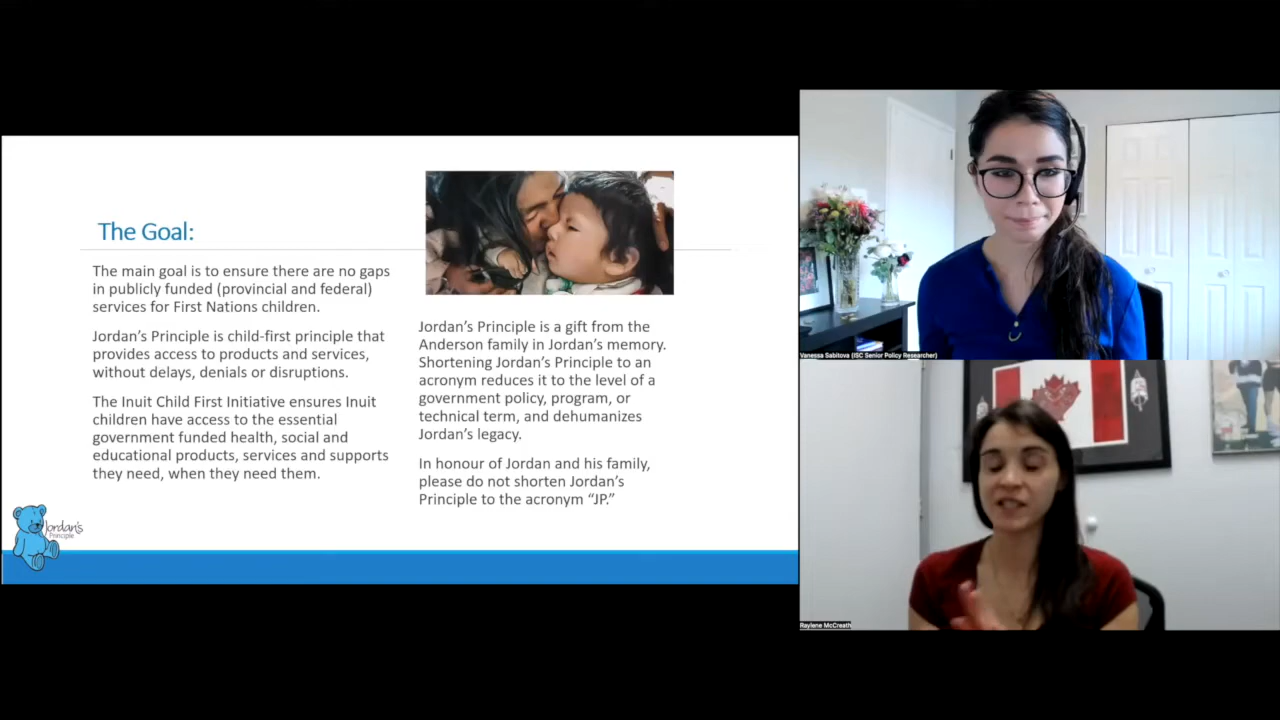 The Goal:
The main goal is to ensure there are no gaps
in publicly funded (provincial and federal)
services for First Nations children.
Jordan's Principle is child-first principle that
provides access to products and services,
without delays, denials or disruptions.
The Inuit Child First Initiative ensures Inuit
children have access to the essential
government funded health, social and
educational products, services and supports
they need, when they need them.
Jordan's Principle is a gift from the
Anderson family in Jordan's memory.
Shortening Jordan's Principle to an
acronym reduces it to the level of a
government policy, program, or
technical term, and dehumanizes
Jordan's legacy.
In honour of Jordan and his family,
please do not shorten Jordan's
Principle to the acronym "JP."
Jordan's
Principle
Vanessa Sabitova (ISC Senior Policy Researcher)
Raylene McCreath